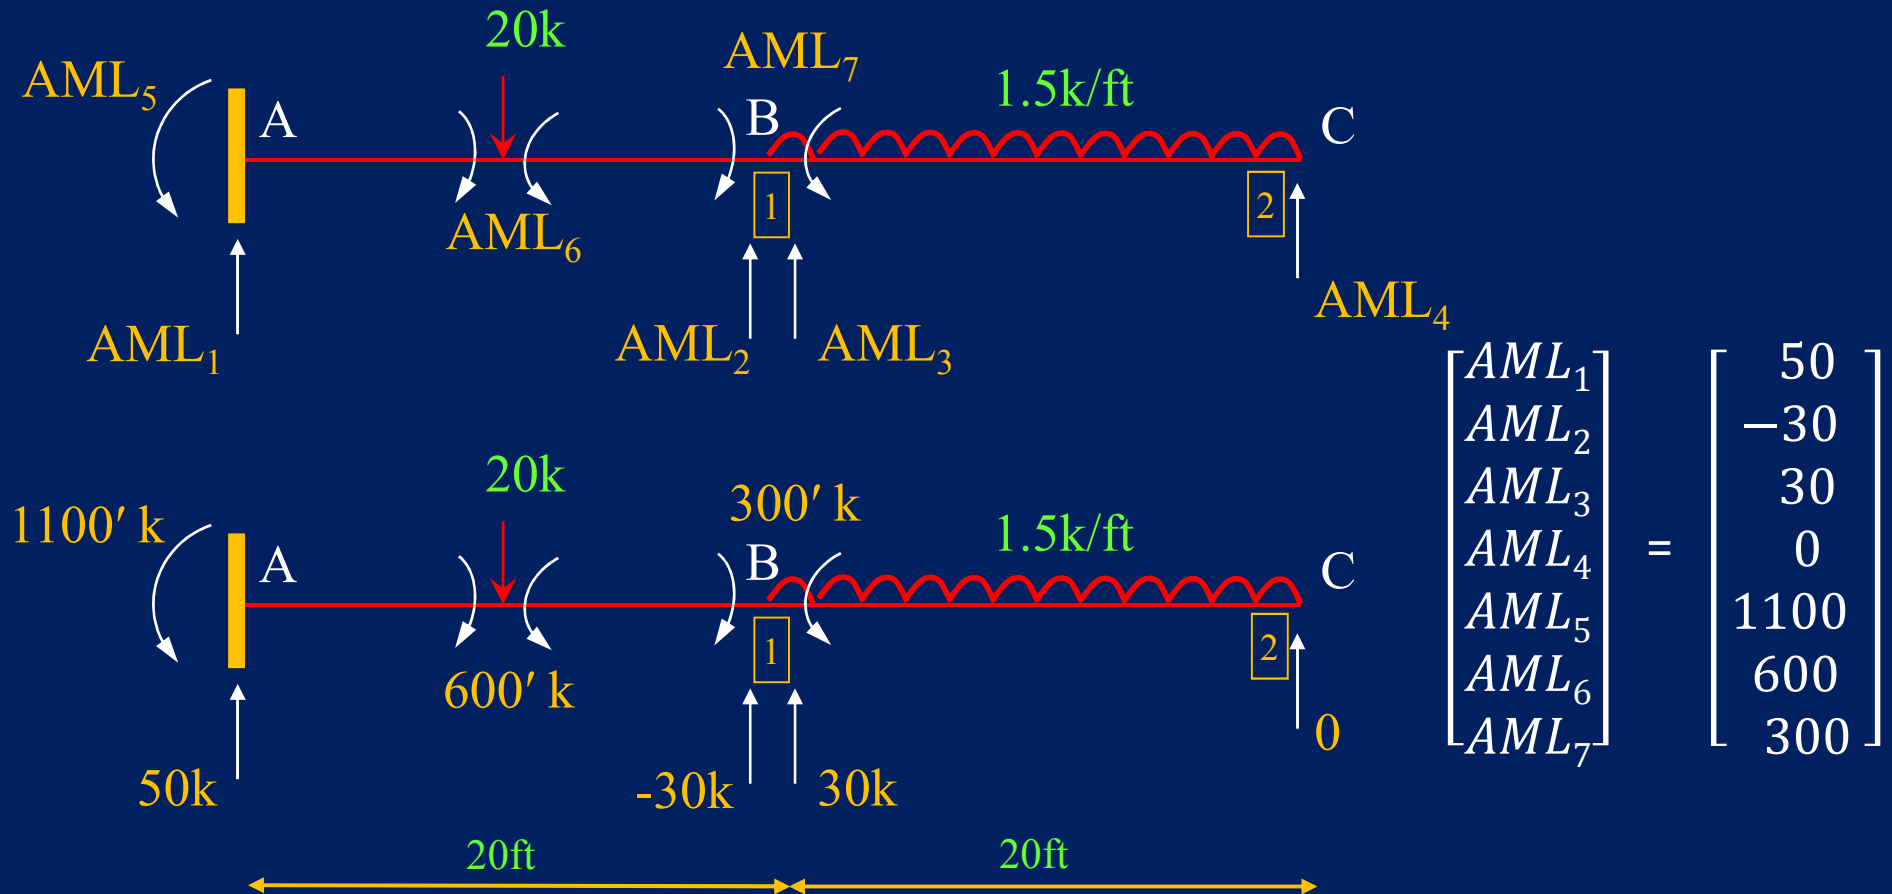 20k
AML₇
AML₅
A
B
1.5k/ft
C
AML₆
1
2
AML₁
AML₂
AML₃
AML₄
20k
300′ k
1100′ k
A
B
1.5k/ft
C
600′ k
1
2
50k
-30k
30k
0
20ft
20ft
AML₁ 50
AML₂ −30
AML₃ 30
AML₄ = 0
AML₅ 1100
AML₆ 600
AML₇ 300